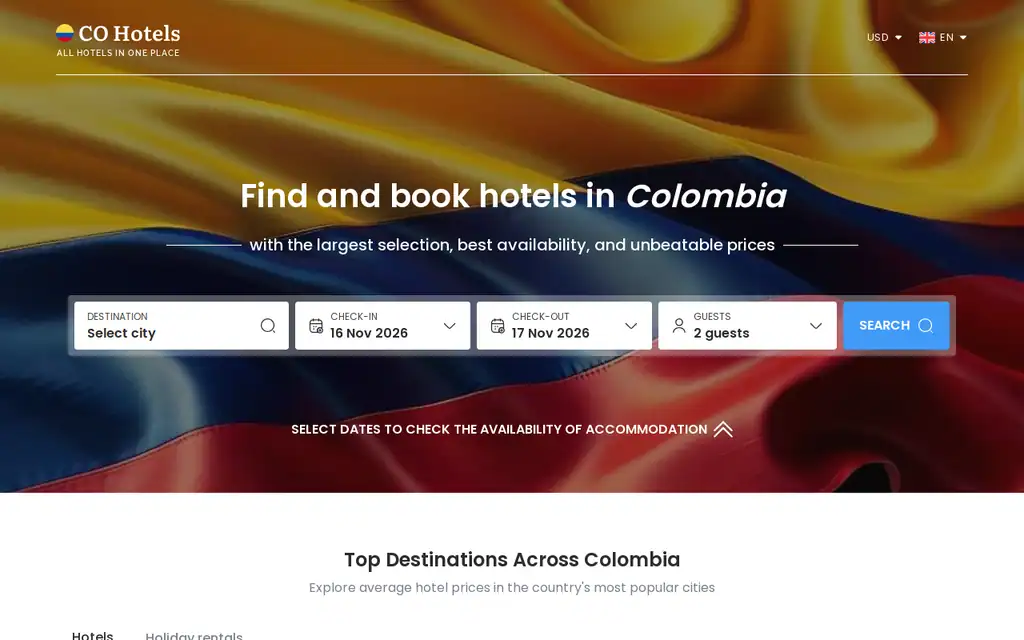 CO Hotels
ALL HOTELS IN ONE PLACE
USD
EN
Find and book hotels in Colombia
with the largest selection, best availability, and unbeatable prices
DESTINATION
Select city
CHECK-IN
16 Nov 2026
CHECK-OUT
17 Nov 2026
GUESTS
2 guests
SEARCH
SELECT DATES TO CHECK THE AVAILABILITY OF ACCOMMODATION
Top Destinations Across Colombia
Explore average hotel prices in the country's most popular cities
Hotels
Holiday rentals